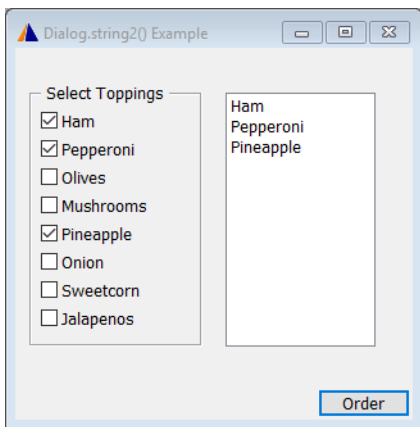 Dialog.string2() Example
Select Toppings
Ham
Pepperoni
Olives
Mushrooms
Pineapple
Onion
Sweetcorn
Jalapenos
Ham
Pepperoni
Pineapple
Order